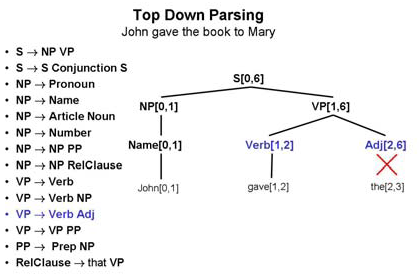 Top Down Parsing
John gave the book to Mary
• S → NP VP
• S → S Conjunction S
• NP → Pronoun
• NP → Name
• NP → Article Noun
• NP → Number
• NP → NP PP
• NP → NP RelClause
• VP → Verb
• VP → Verb NP
• VP → Verb Adj
• VP → VP PP
• PP → Prep NP
• RelClause → that VP
S[0,6]
NP[0,1] VP[1,6]
Name[0,1] Verb[1,2] Adj[2,6]
John[0,1] gave[1,2] the[2,3]